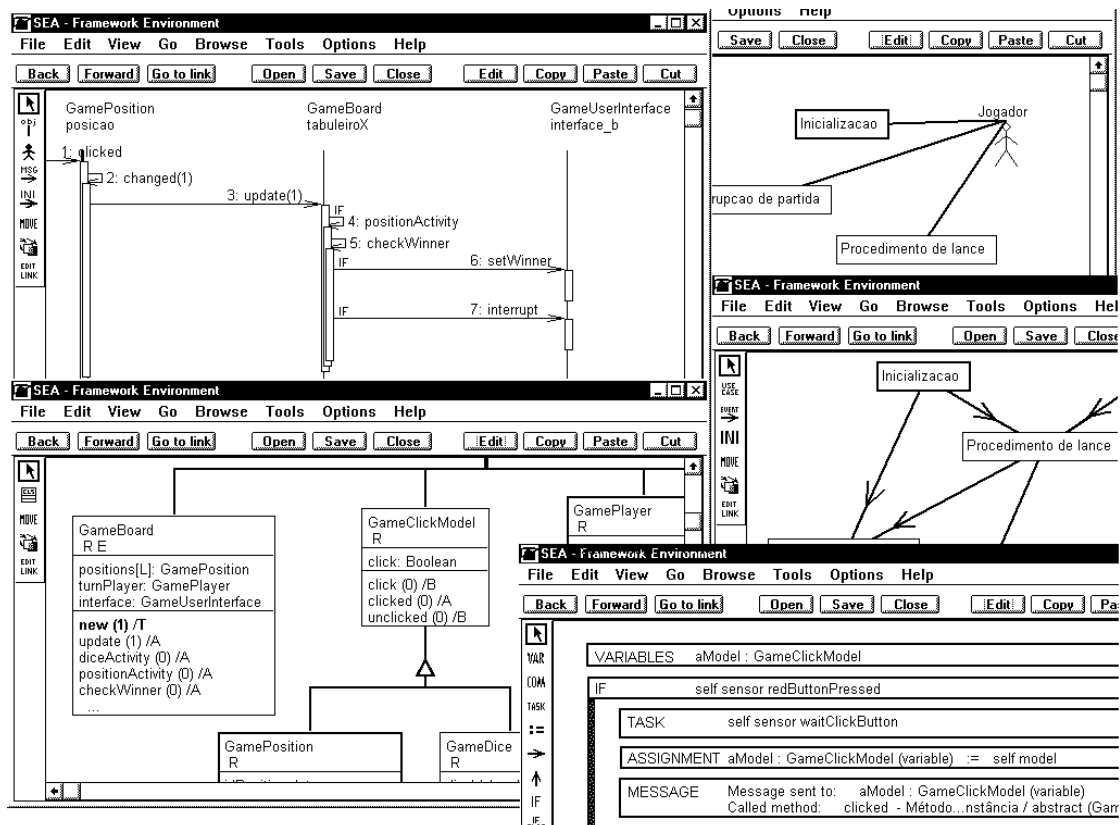 SEA - Framework Environment
File Edit View Go Browse Tools Options Help
Back Forward Go to link Open Save Close Edit Copy Paste Cut
GamePosition GameBoard GameUserInterface
posicao tabuleiroX interface_b
obj
1: clicked
MSG
2: changed(1)
INI
3: update(1)
IF
MOVE
4: positionActivity
5: checkWinner
EDIT
LINK
IF 6: setWinner
IF 7: interrupt
Options Help
Save Close Edit Copy Paste Cut
Jogador
Inicializacao
rupcao de partida
Procedimento de lance
SEA - Framework Environment
File Edit View Go Browse Tools Options Hel
Back Forward Go to link Open Save Close
USE
CASE
EVENT
INI
MOVE
EDIT
LINK
Inicializacao
Procedimento de lance
SEA - Framework Environment
File Edit View Go Browse Tools Options Help
Back Forward Go to link Open Save Close Edit Copy Paste Cut
CLS
MOVE
EDIT
LINK
GameBoard
R E
positions[L]: GamePosition
turnPlayer: GamePlayer
interface: GameUserInterface
new (1) /T
update (1) /A
diceActivity (0) /A
positionActivity (0) /A
checkWinner (0) /A
...
GameClickModel
R
click: Boolean
click (0) /B
clicked (0) /A
unclicked (0) /B
GamePlayer
R
GamePosition
R
GameDice
R
SEA - Framework Environment
File Edit View Go Browse Tools Options Help
Back Forward Go to link Open Save Close Edit Copy Pa
VAR
COM
TASK
:=
IF
IF
VARIABLES aModel : GameClickModel
IF self sensor redButtonPressed
TASK self sensor waitClickButton
ASSIGNMENT aModel : GameClickModel (variable) := self model
MESSAGE Message sent to: aModel : GameClickModel (variable)
Called method: clicked - Método...nstância / abstract (Gam